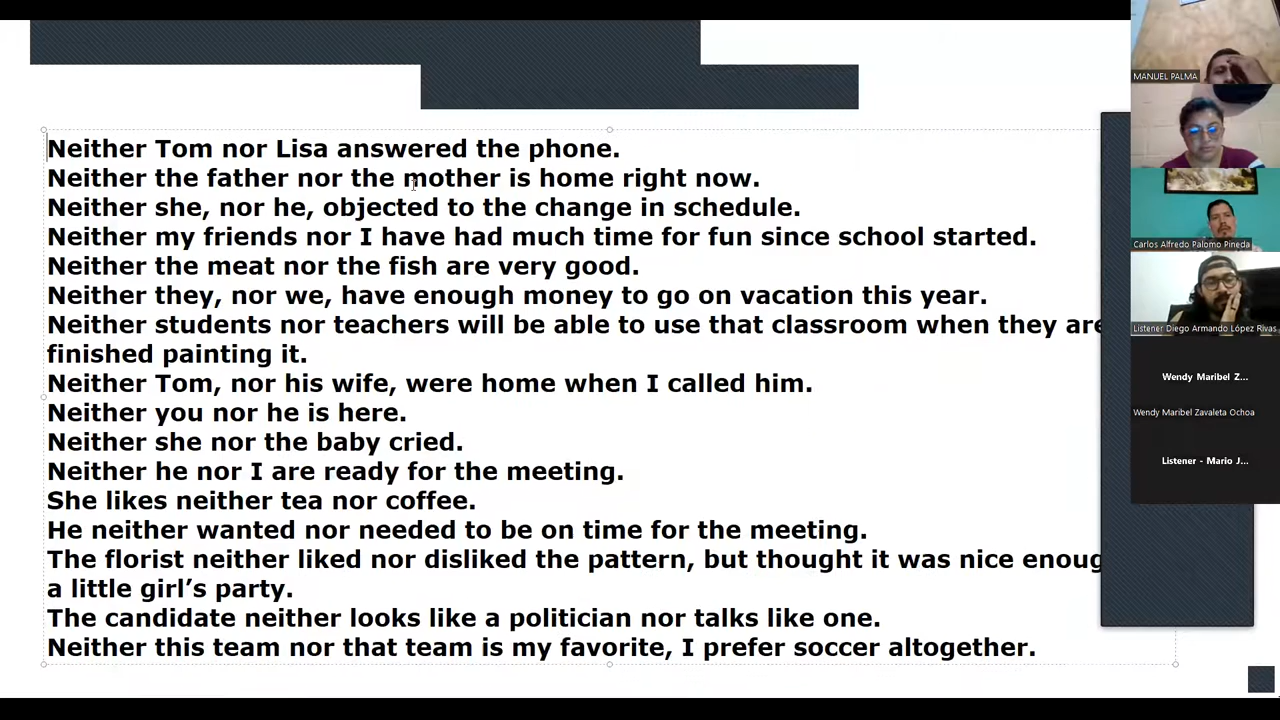 Neither Tom nor Lisa answered the phone.
Neither the father nor the mother is home right now.
Neither she, nor he, objected to the change in schedule.
Neither my friends nor I have had much time for fun since school started.
Neither the meat nor the fish are very good.
Neither they, nor we, have enough money to go on vacation this year.
Neither students nor teachers will be able to use that classroom when they are
finished painting it.
Neither Tom, nor his wife, were home when I called him.
Neither you nor he is here.
Neither she nor the baby cried.
Neither he nor I are ready for the meeting.
She likes neither tea nor coffee.
He neither wanted nor needed to be on time for the meeting.
The florist neither liked nor disliked the pattern, but thought it was nice
a little girl's party.
The candidate neither looks like a politician nor talks like one.
Neither this team nor that team is my favorite, I prefer soccer altogether.
MANUEL PALMA
Carlos Alfredo Palomo Pineda
Listener Diego Armando López Rivas
Wendy Maribel Z...
Wendy Maribel Zavaleta Ochoa
Listener - Mario J...